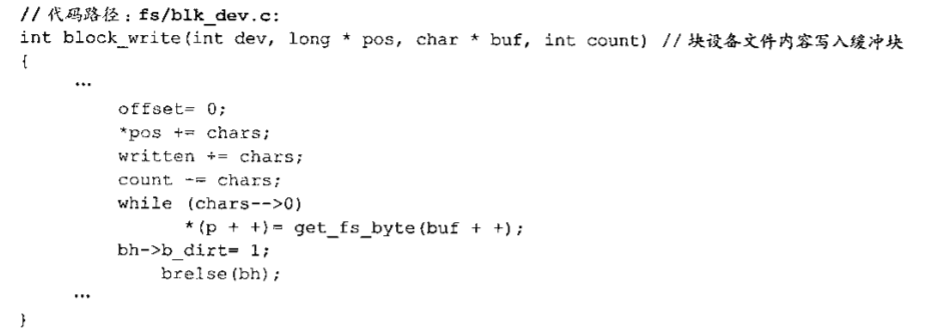 // 代码路径：fs/blk_dev.c:
int block_write(int dev, long * pos, char * buf, int count) // 块设备文件内容写入缓冲块
{
…
offset= 0;
*pos += chars;
written += chars;
count -= chars;
while (chars-->0)
*(p + +)= get_fs_byte(buf + +);
bh->b_dirt= 1;
brelse(bh);
…
}